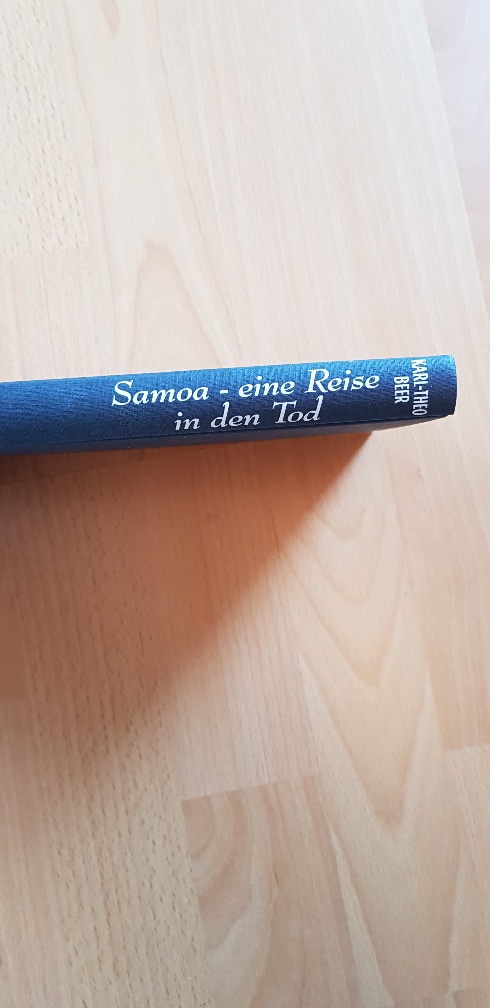 Samoa - eine Reise
in den Tod
KARL-THEO
BEER